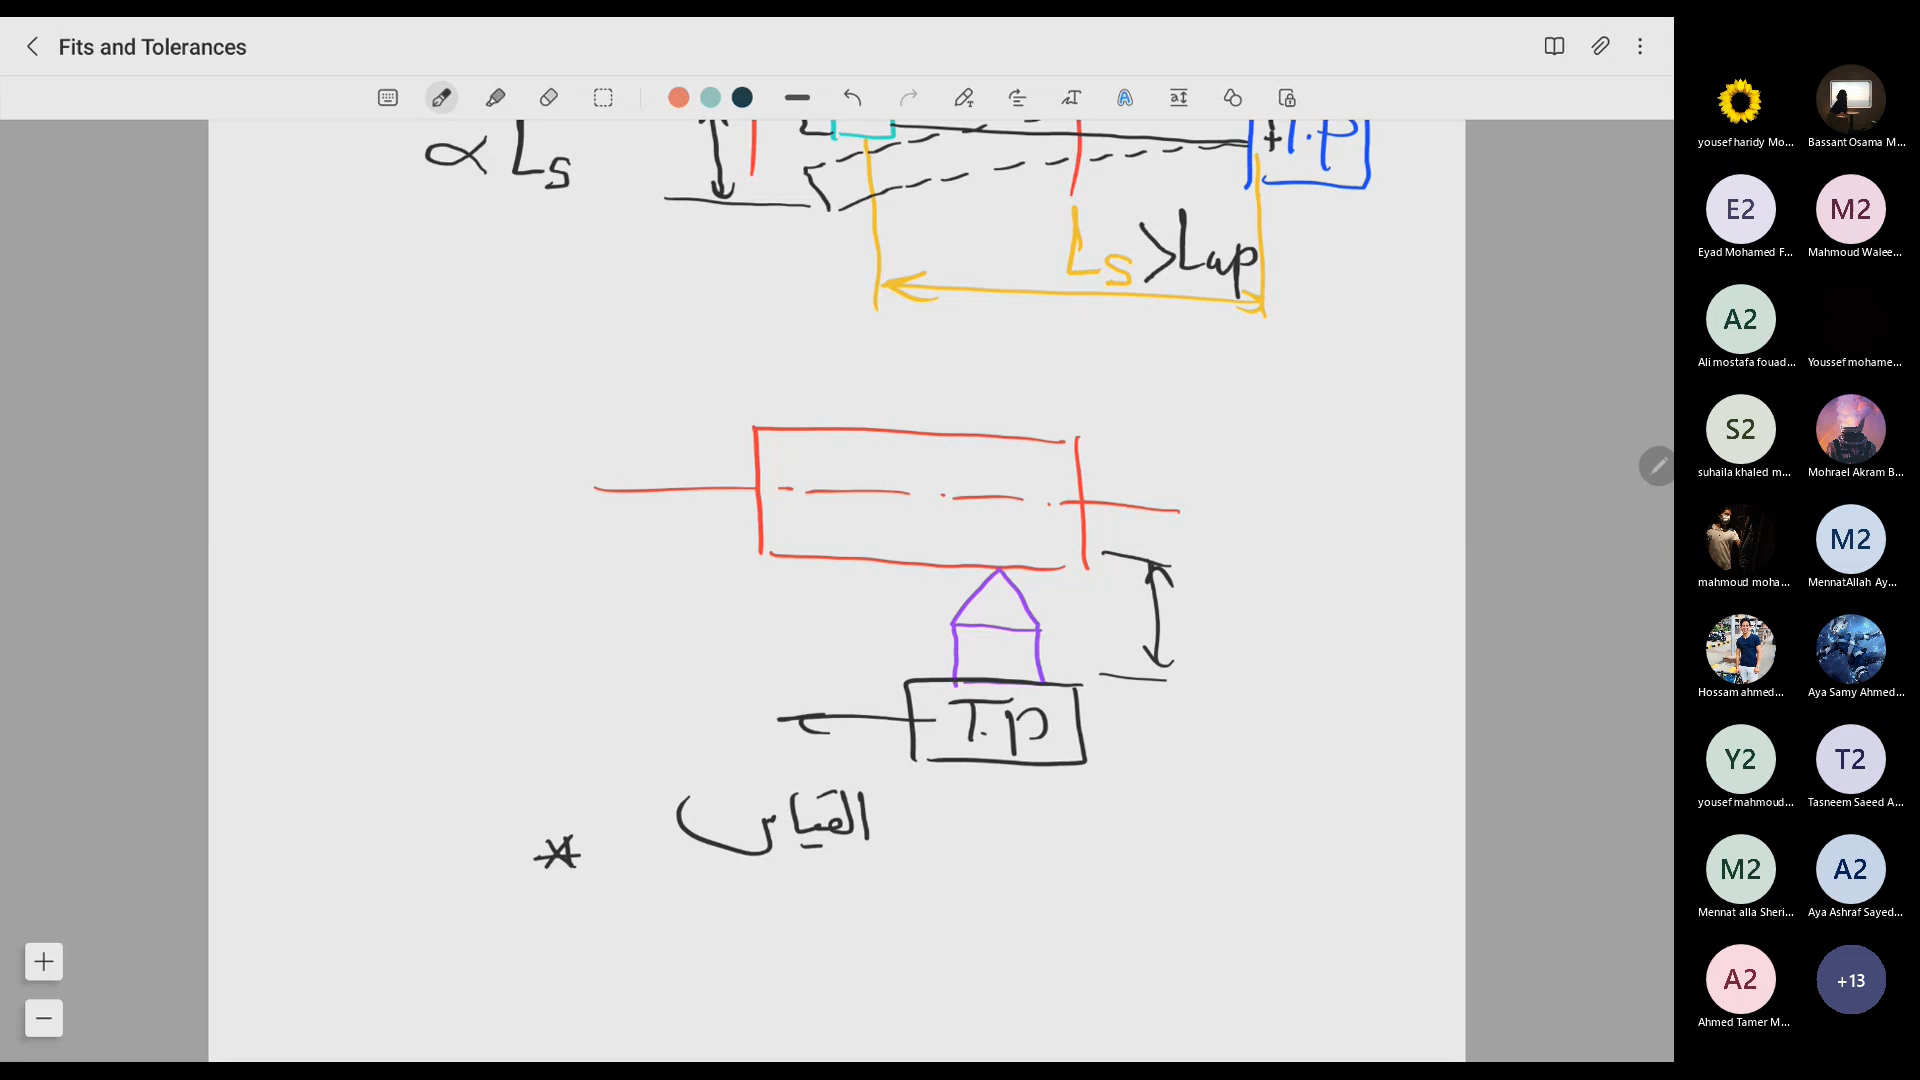 Fits and Tolerances
α Ls
+T.P
Ls >Lwp
T.P
القياس
*
yousef haridy Mo...
Bassant Osama M...
E2
Eyad Mohamed F...
M2
Mahmoud Walee...
A2
Ali mostafa fouad...
Youssef mohame...
S2
suhaila khaled m...
Mohrael Akram B...
mahmoud moha...
M2
MennatAllah Ay...
Hossam ahmed...
Aya Samy Ahmed...
Y2
yousef mahmoud...
T2
Tasneem Saeed A...
M2
Mennat alla Sheri...
A2
Aya Ashraf Sayed...
A2
Ahmed Tamer M...
+13